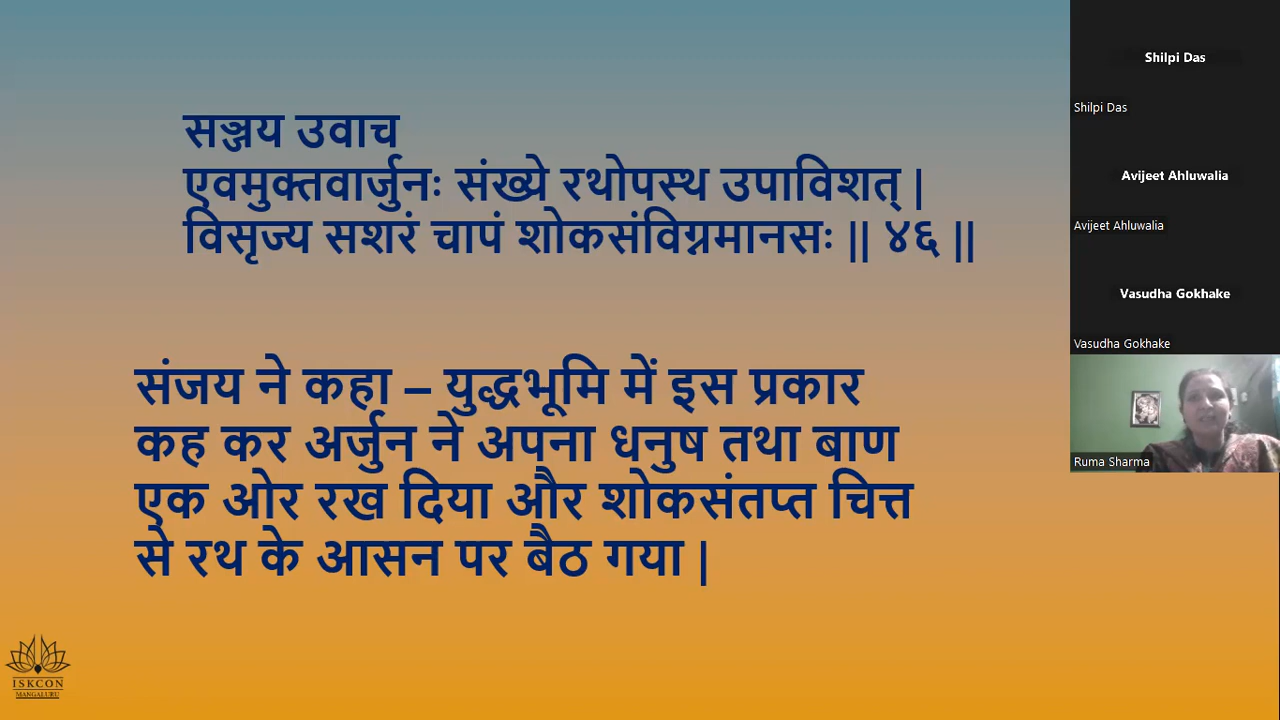 सञ्जय उवाच
एवमुक्तवार्जुनः संख्ये रथोपस्थ उपाविशत् |
विसृज्य सशरं चापं शोकसंविग्नमानसः || ४६ ||
संजय ने कहा – युद्धभूमि में इस प्रकार
कह कर अर्जुन ने अपना धनुष तथा बाण
एक ओर रख दिया और शोकसंतप्त चित्त
से रथ के आसन पर बैठ गया |
ISKCON
MANGALURU
Shilpi Das
Shilpi Das
Avijeet Ahluwalia
Avijeet Ahluwalia
Vasudha Gokhake
Vasudha Gokhake
Ruma Sharma